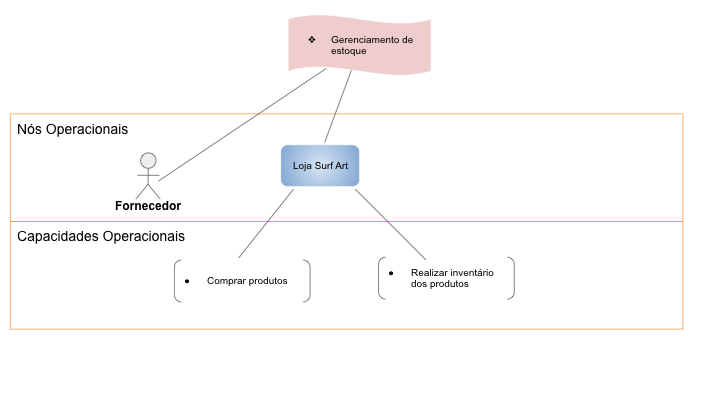 ❖ Gerenciamento de
estoque
Nós Operacionais
Loja Surf Art
Fornecedor
Capacidades Operacionais
● Comprar produtos
● Realizar inventário
dos produtos